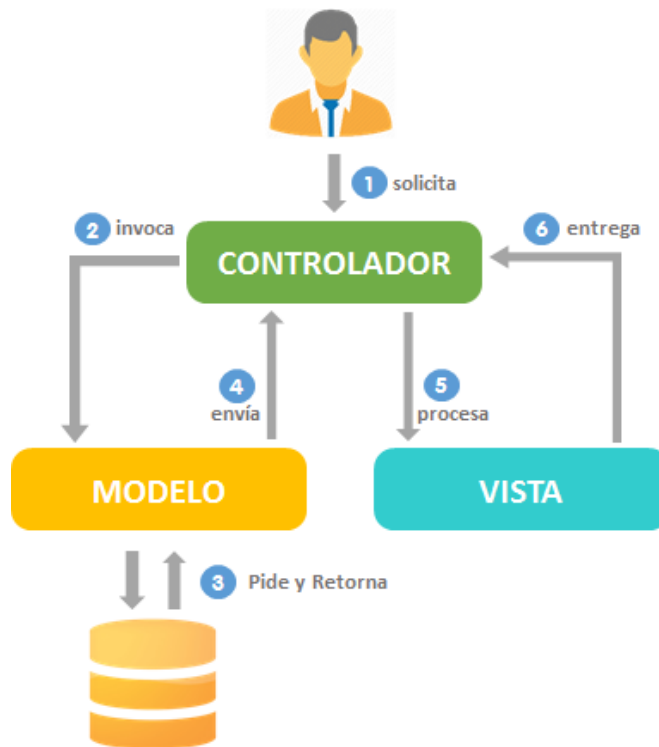 1 solicita
2 invoca
6 entrega
CONTROLADOR
4 envía
5 procesa
MODELO
VISTA
3 Pide y Retorna